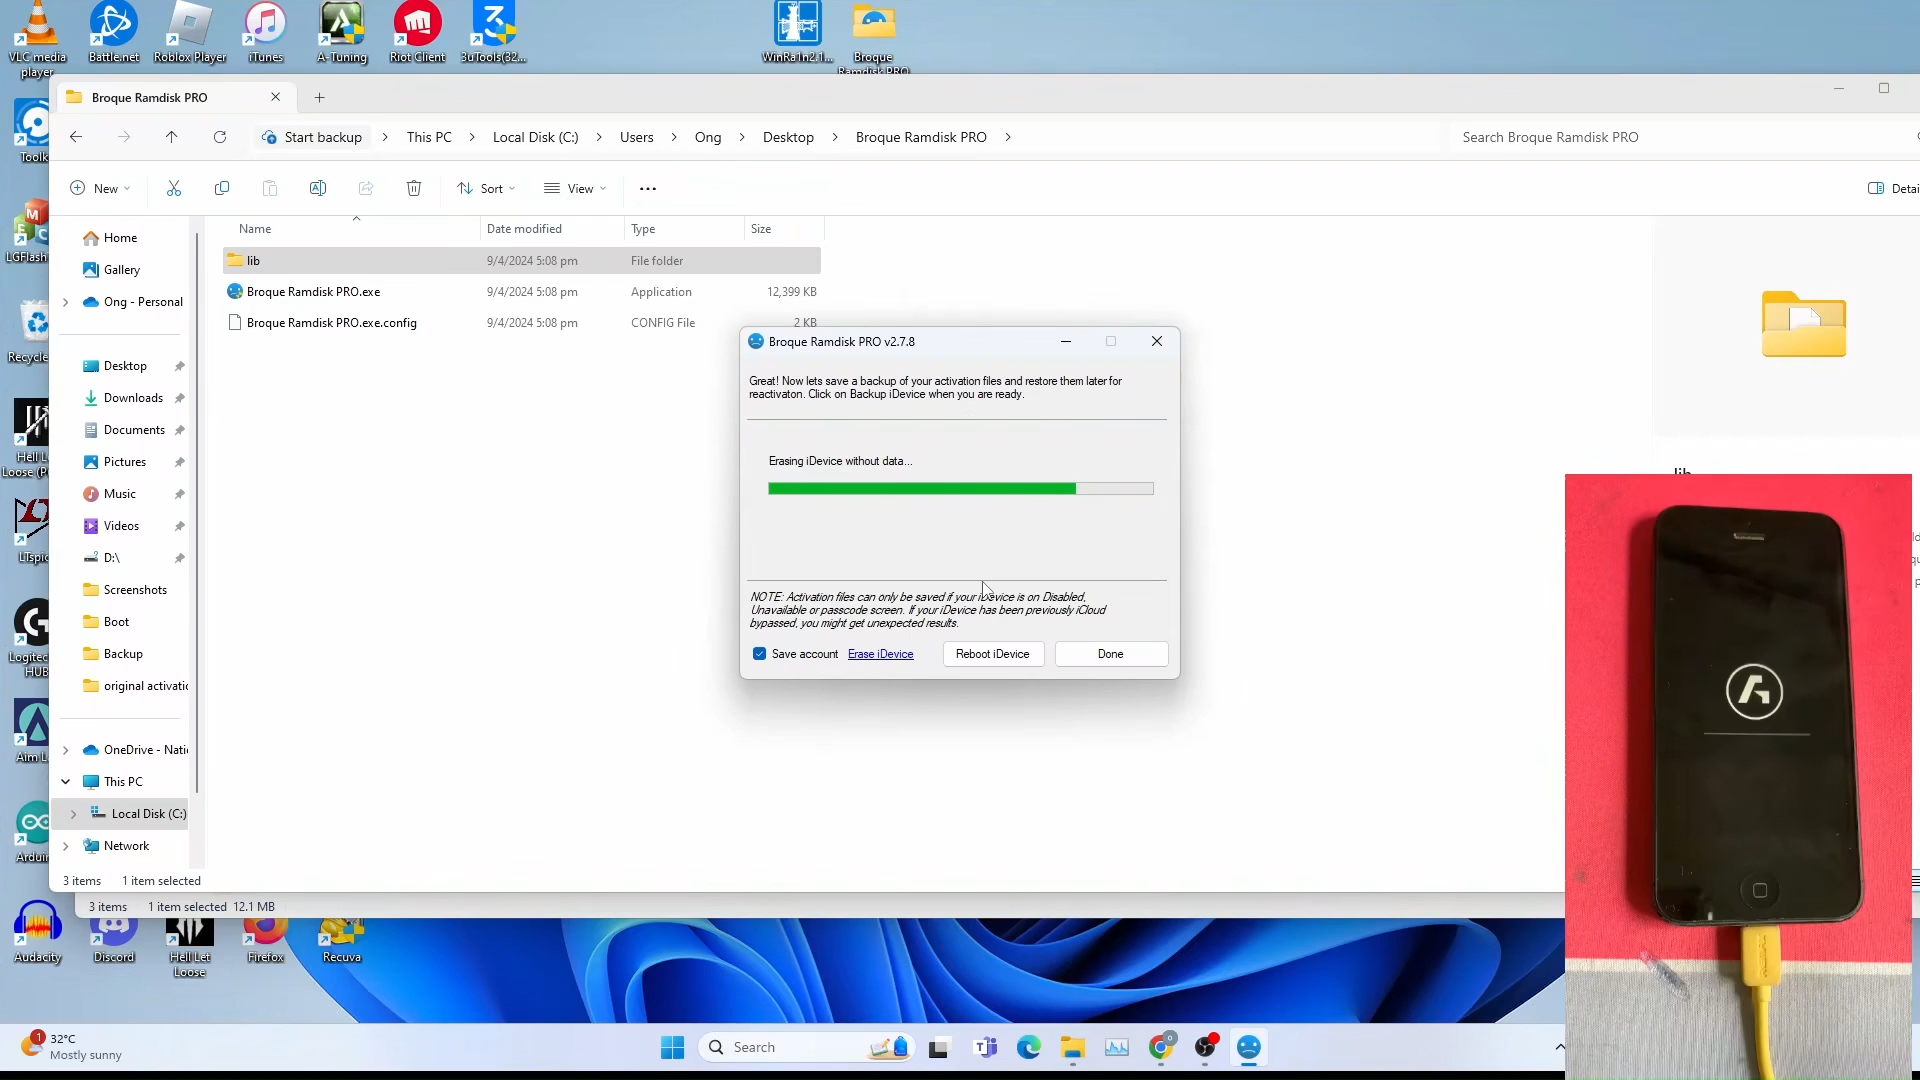 VLC media
player
Battle.net
Roblox Player
iTunes
A-Tuning
Riot Client
3uTools(32...
WinRa1n2.1...
Broque
Ramdisk PRO
Broque Ramdisk PRO
Start backup
This PC
Local Disk (C:)
Users
Ong
Desktop
Broque Ramdisk PRO
Search Broque Ramdisk PRO
New
Sort
View
Detai
Toolk
LGFlash
Recycle
Hell L
Loose (P
LTspic
Logitec
HUB
Aim L
Arduin
Home
Gallery
Ong - Personal
Desktop
Downloads
Documents
Pictures
Music
Videos
D:\
Screenshots
Boot
Backup
original activatio
OneDrive - Natio
This PC
Local Disk (C:)
Network
Name Date modified Type Size
lib 9/4/2024 5:08 pm File folder
Broque Ramdisk PRO.exe 9/4/2024 5:08 pm Application 12,399 KB
Broque Ramdisk PRO.exe.config 9/4/2024 5:08 pm CONFIG File 2 KB
lib
Broque Ramdisk PRO v2.7.8
Great! Now lets save a backup of your activation files and restore them later for
reactivaton. Click on Backup iDevice when you are ready.
Erasing iDevice without data...
NOTE: Activation files can only be saved if your iDevice is on Disabled,
Unavailable or passcode screen. If your iDevice has been previously iCloud
bypassed, you might get unexpected results.
Save account
Erase iDevice
Reboot iDevice
Done
3 items 1 item selected
3 items 1 item selected 12.1 MB
Audacity
Discord
Hell Let
Loose
Firefox
Recuva
1
32°C
Mostly sunny
Search